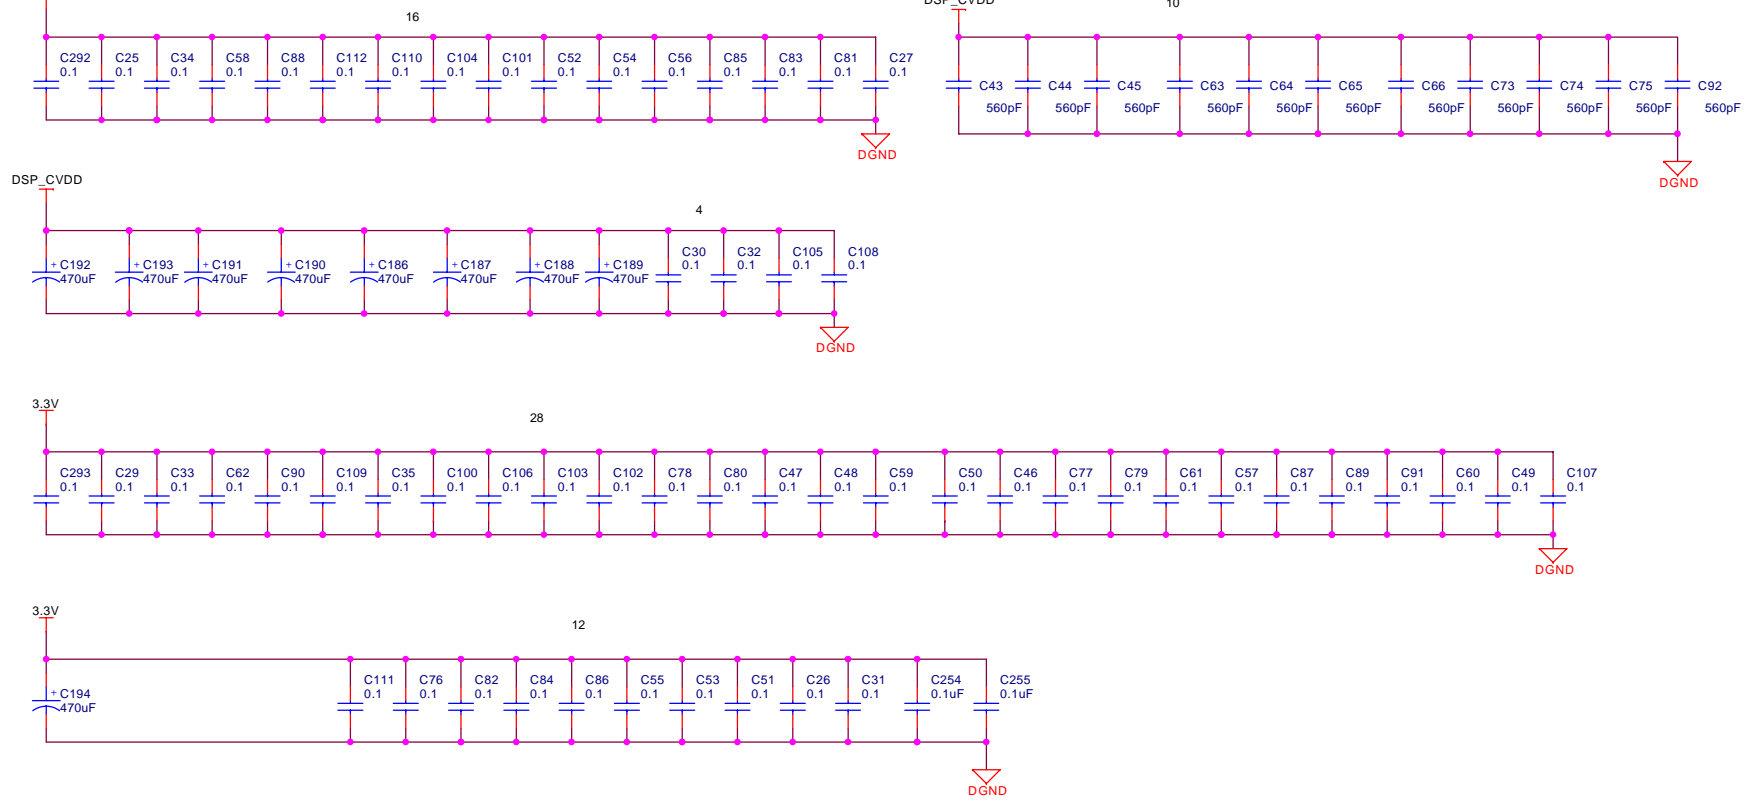 16
C292 C25 C34 C58 C88 C112 C110 C104 C101 C52 C54 C56 C85 C83 C81 C27
0.1 0.1 0.1 0.1 0.1 0.1 0.1 0.1 0.1 0.1 0.1 0.1 0.1 0.1 0.1 0.1
DGND
DSP_CVDD
10
C43 C44 C45 C63 C64 C65 C66 C73 C74 C75 C92
560pF 560pF 560pF 560pF 560pF 560pF 560pF 560pF 560pF 560pF 560pF
DGND
DSP_CVDD
4
+ C192 + C193 + C191 + C190 + C186 + C187 + C188 + C189 C30 C32 C105 C108
470uF 470uF 470uF 470uF 470uF 470uF 470uF 470uF 0.1 0.1 0.1 0.1
DGND
3.3V
28
C293 C29 C33 C62 C90 C109 C35 C100 C106 C103 C102 C78 C80 C47 C48 C59 C50 C46 C77 C79 C61 C57 C87 C89 C91 C60 C49 C107
0.1 0.1 0.1 0.1 0.1 0.1 0.1 0.1 0.1 0.1 0.1 0.1 0.1 0.1 0.1 0.1 0.1 0.1 0.1 0.1 0.1 0.1 0.1 0.1 0.1 0.1 0.1 0.1
DGND
3.3V
12
+ C194 C111 C76 C82 C84 C86 C55 C53 C51 C26 C31 C254 C255
470uF 0.1 0.1 0.1 0.1 0.1 0.1 0.1 0.1 0.1 0.1 0.1uF 0.1uF
DGND